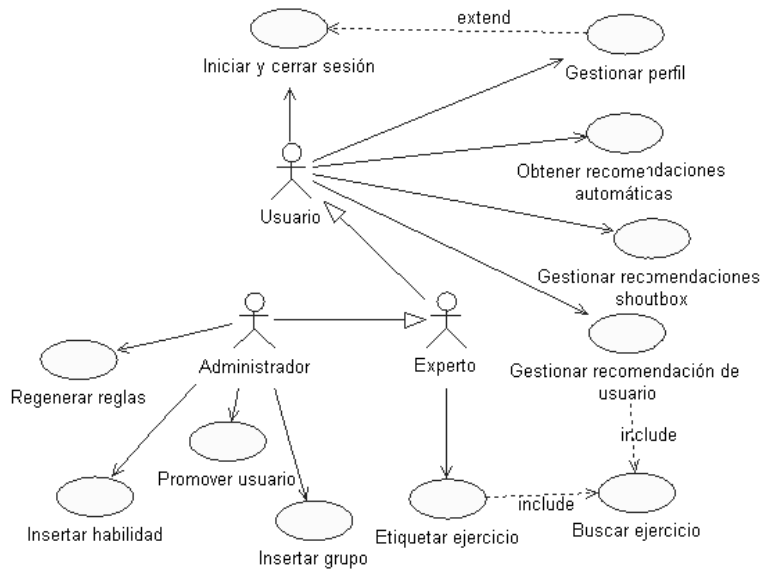 extend
Iniciar y cerrar sesión
Gestionar perfil
Obtener recomendaciones
automáticas
Usuario
Gestionar recomendaciones
shoutbox
Administrador
Experto
Gestionar recomendación de
usuario
Regenerar reglas
include
Promover usuario
Insertar habilidad
Etiquetar ejercicio
include
Buscar ejercicio
Insertar grupo